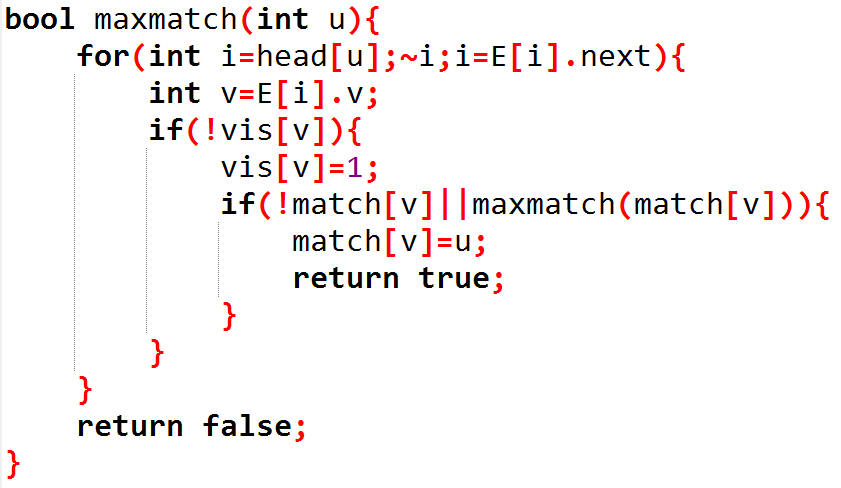 bool maxmatch(int u){
    for(int i=head[u];~i;i=E[i].next){
        int v=E[i].v;
        if(!vis[v]){
            vis[v]=1;
            if(!match[v]||maxmatch(match[v])){
                match[v]=u;
                return true;
            }
        }
    }
    return false;
}